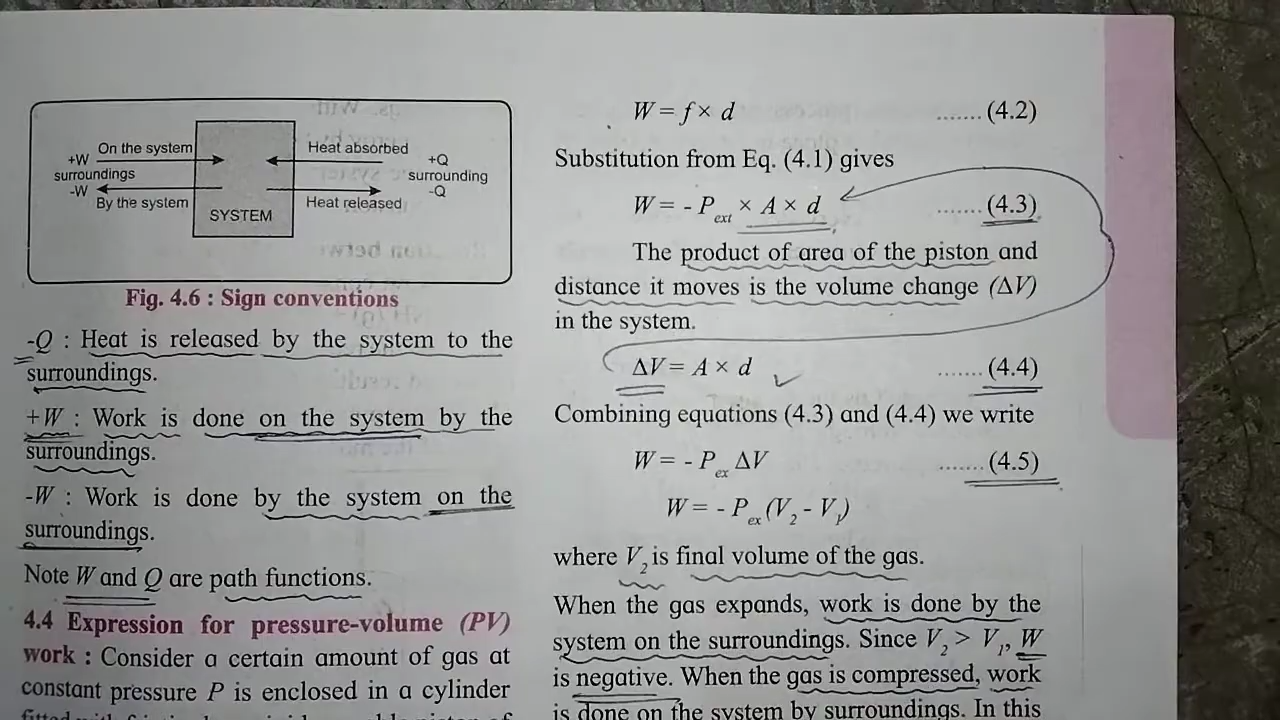 On the system
+W
surroundings
-W
By the system
SYSTEM
Heat absorbed
+Q
surrounding
-Q
Heat released
Fig. 4.6 : Sign conventions
-Q : Heat is released by the system to the
surroundings.
+W : Work is done on the system by the
surroundings.
-W : Work is done by the system on the
surroundings.
Note W and Q are path functions.
4.4 Expression for pressure-volume (PV)
work : Consider a certain amount of gas at
constant pressure P is enclosed in a cylinder
W = f × d ....... (4.2)
Substitution from Eq. (4.1) gives
W = - P_ext × A × d ....... (4.3)
The product of area of the piston and
distance it moves is the volume change (ΔV)
in the system.
ΔV = A × d ....... (4.4)
Combining equations (4.3) and (4.4) we write
W = - P_ex ΔV ....... (4.5)
W = - P_ex (V_2 - V_1)
where V_2 is final volume of the gas.
When the gas expands, work is done by the
system on the surroundings. Since V_2 > V_1, W
is negative. When the gas is compressed, work
is done on the system by surroundings. In this